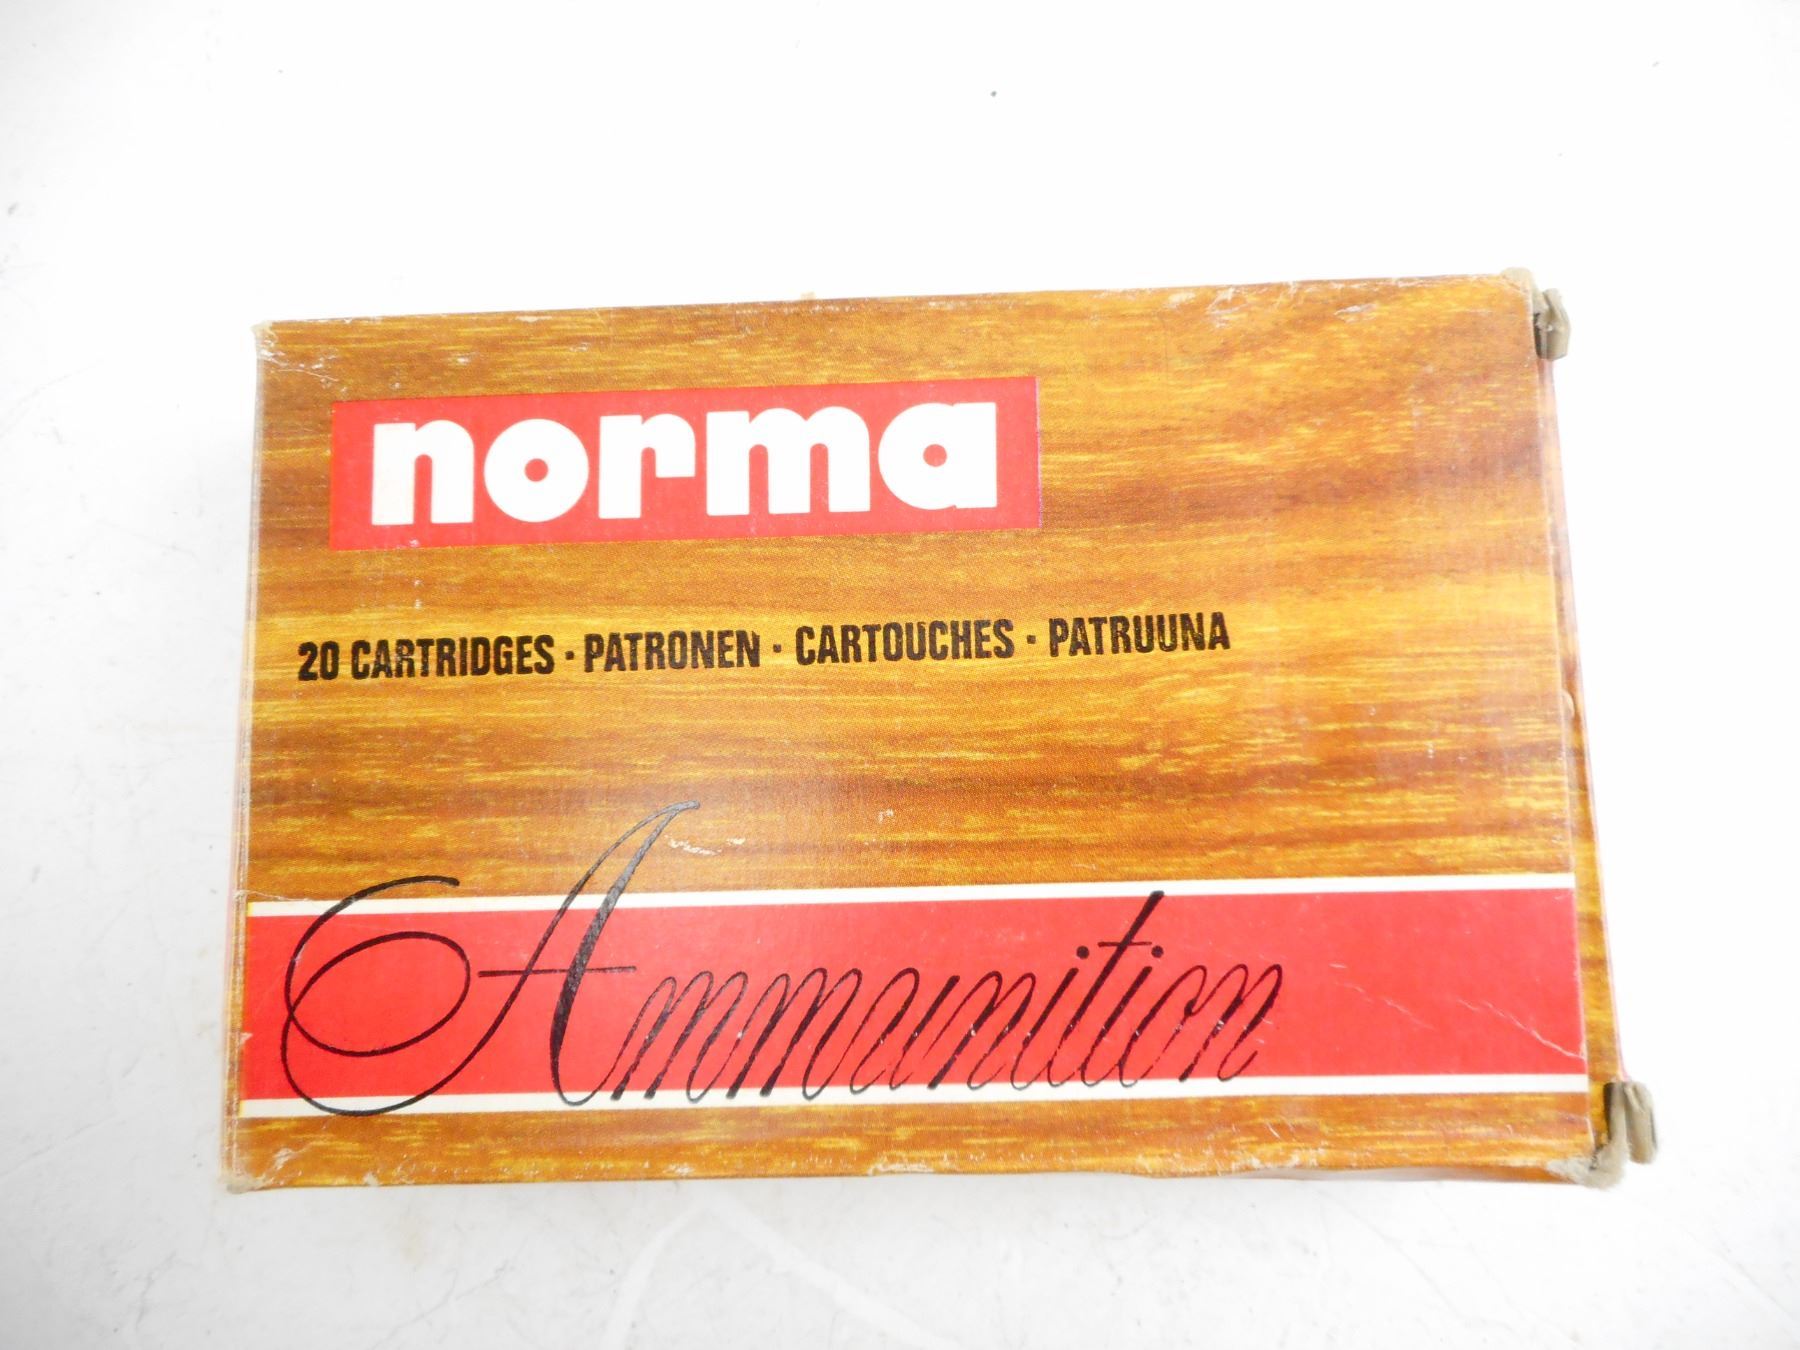 norma
20 CARTRIDGES · PATRONEN · CARTOUCHES · PATRUUNA
Ammunition